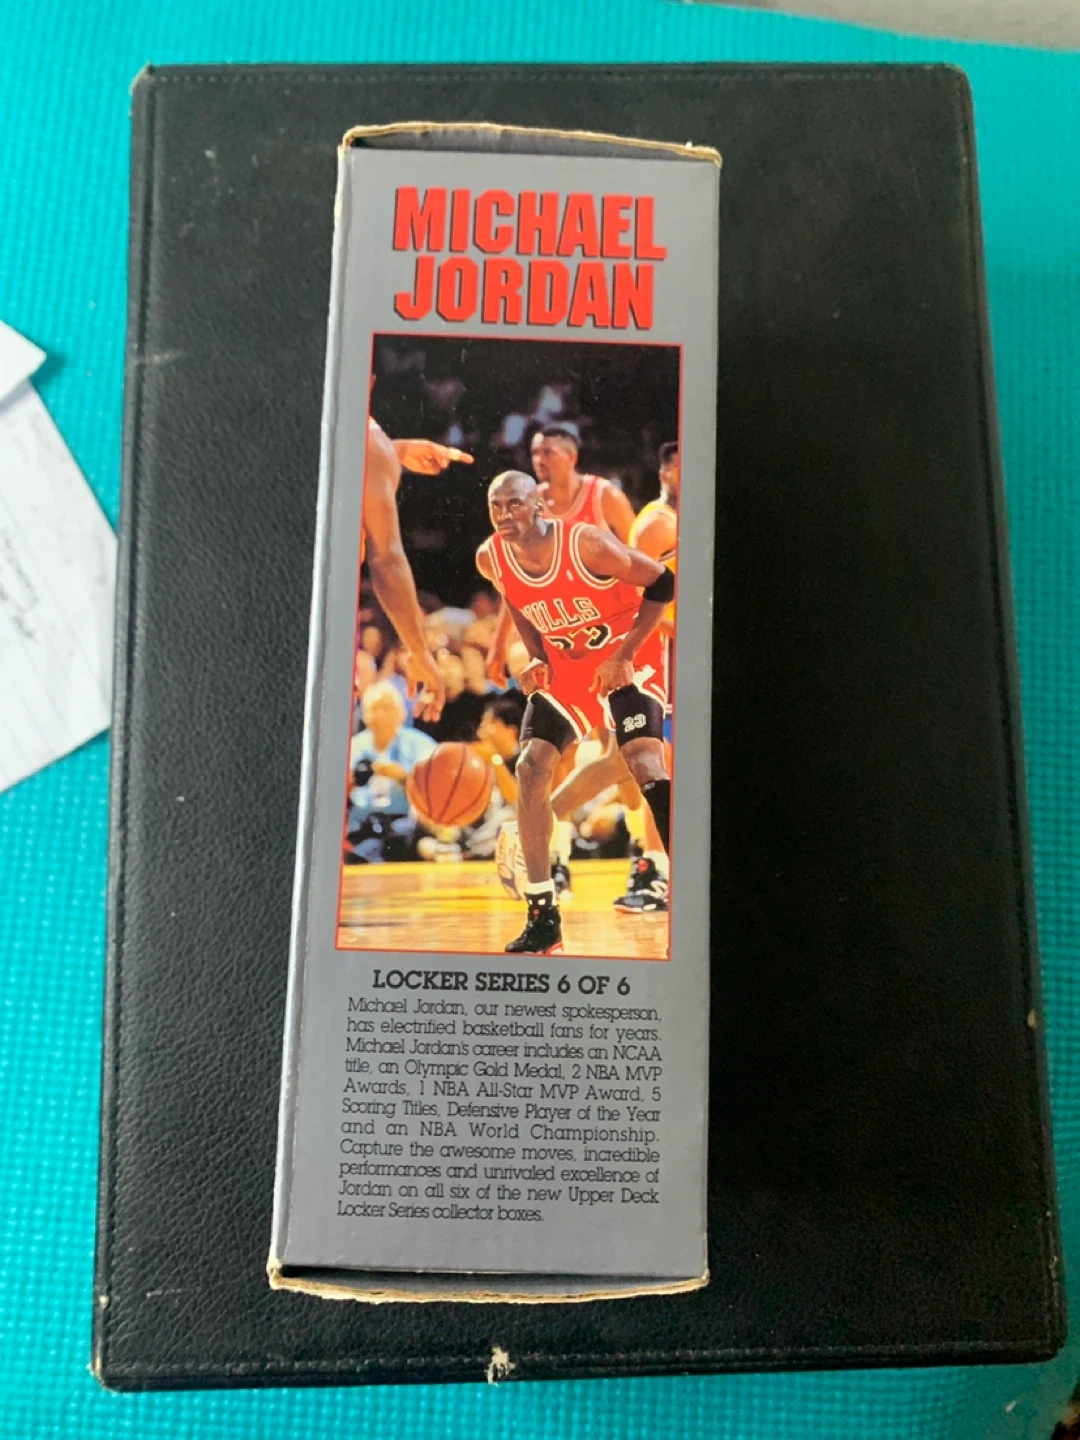 MICHAEL
JORDAN
BULLS
23
23
LOCKER SERIES 6 OF 6
Michael Jordan, our newest spokesperson,
has electrified basketball fans for years.
Michael Jordan's career includes an NCAA
title, an Olympic Gold Medal, 2 NBA MVP
Awards, 1 NBA All-Star MVP Award, 5
Scoring Titles, Defensive Player of the Year
and an NBA World Championship.
Capture the awesome moves, incredible
performances and unrivaled excellence of
Jordan on all six of the new Upper Deck
Locker Series collector boxes.